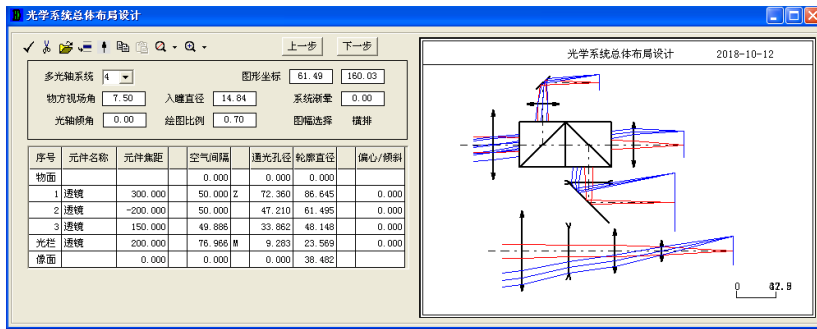 光学系统总体布局设计
上一步 下一步
多光轴系统 4 图形坐标 61.49 160.03
物方视场角 7.50 入瞳直径 14.84 系统渐晕 0.00
光轴倾角 0.00 绘图比例 0.70 图幅选择 横排
序号 元件名称 元件焦距 空气间隔 通光孔径 轮廓直径 偏心/倾斜
物面 0.000 0.000 0.000
1 透镜 300.000 50.000 Z 72.360 86.645 0.000
2 透镜 -200.000 50.000 47.210 61.495 0.000
3 透镜 150.000 49.886 33.862 48.148 0.000
光栏 透镜 200.000 76.966 M 9.283 23.569 0.000
像面 0.000 0.000 0.000 38.482
光学系统总体布局设计 2018-10-12
0